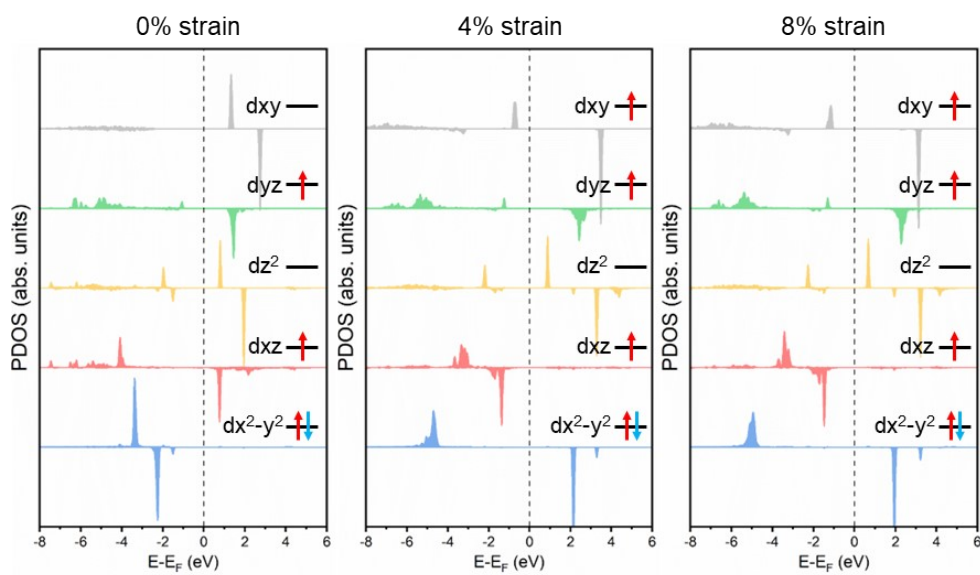 0% strain
4% strain
8% strain
PDOS (abs. units)
dxy
dyz
dz²
dxz
dx²-y²
-8 -6 -4 -2 0 2 4 6
E-E_F (eV)
PDOS (abs. units)
dxy
dyz
dz²
dxz
dx²-y²
-8 -6 -4 -2 0 2 4 6
E-E_F (eV)
PDOS (abs. units)
dxy
dyz
dz²
dxz
dx²-y²
-8 -6 -4 -2 0 2 4 6
E-E_F (eV)